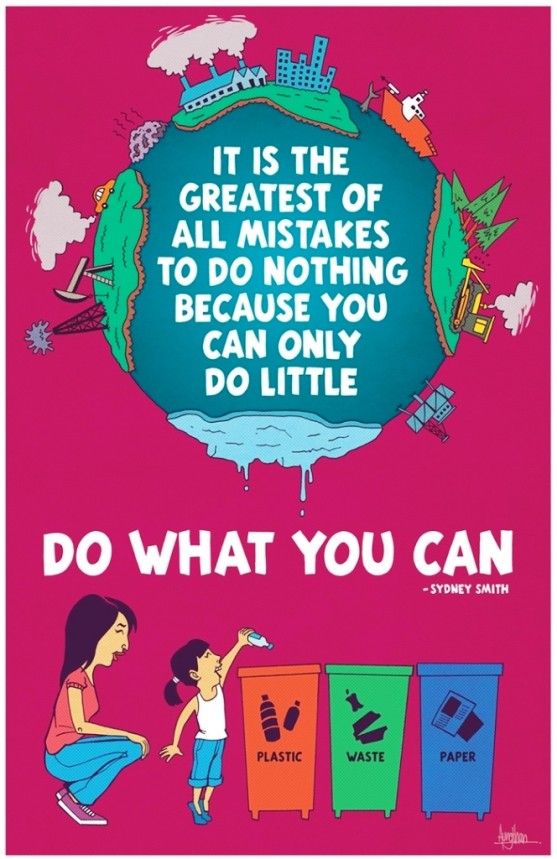 IT IS THE
GREATEST OF
ALL MISTAKES
TO DO NOTHING
BECAUSE YOU
CAN ONLY
DO LITTLE
DO WHAT YOU CAN
-SYDNEY SMITH
PLASTIC
WASTE
PAPER